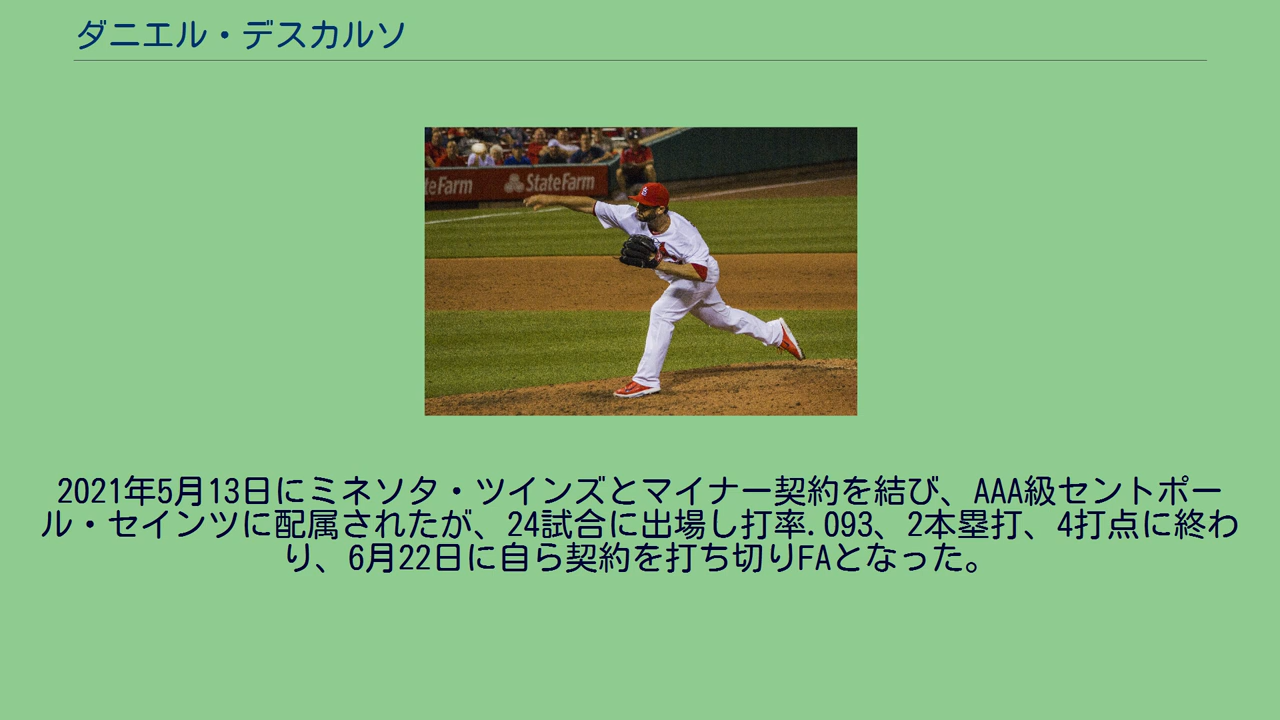 ダニエル・デスカルソ
teFarm
StateFarm
2021年5月13日にミネソタ・ツインズとマイナー契約を結び、AAA級セントポー
ル・セインツに配属されたが、24試合に出場し打率.093、2本塁打、4打点に終わ
り、6月22日に自ら契約を打ち切りFAとなった。